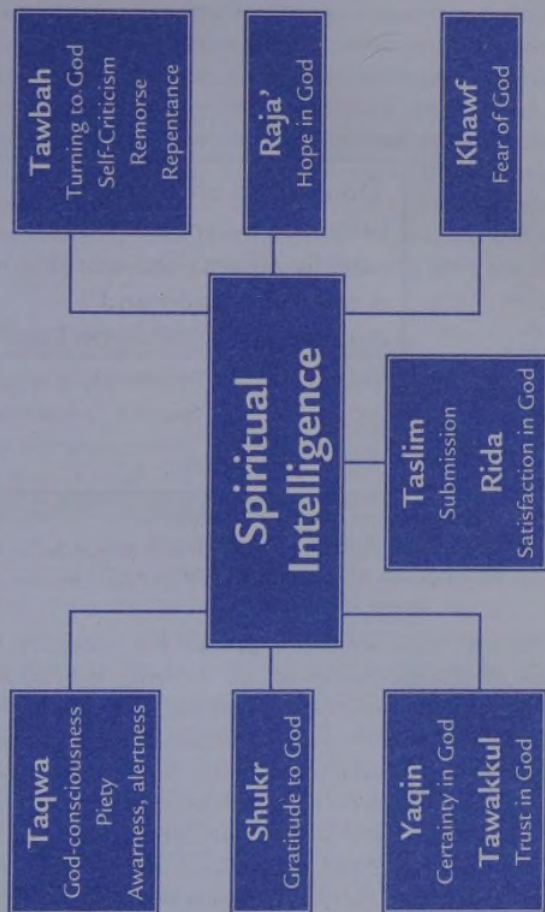 Spiritual
Intelligence
Taqwa
God-consciousness
Piety
Awarness, alertness
Shukr
Gratitude to God
Yaqin
Certainty in God
Tawakkul
Trust in God
Taslim
Submission
Rida
Satisfaction in God
Tawbah
Turning to God
Self-Criticism
Remorse
Repentance
Raja’
Hope in God
Khawf
Fear of God